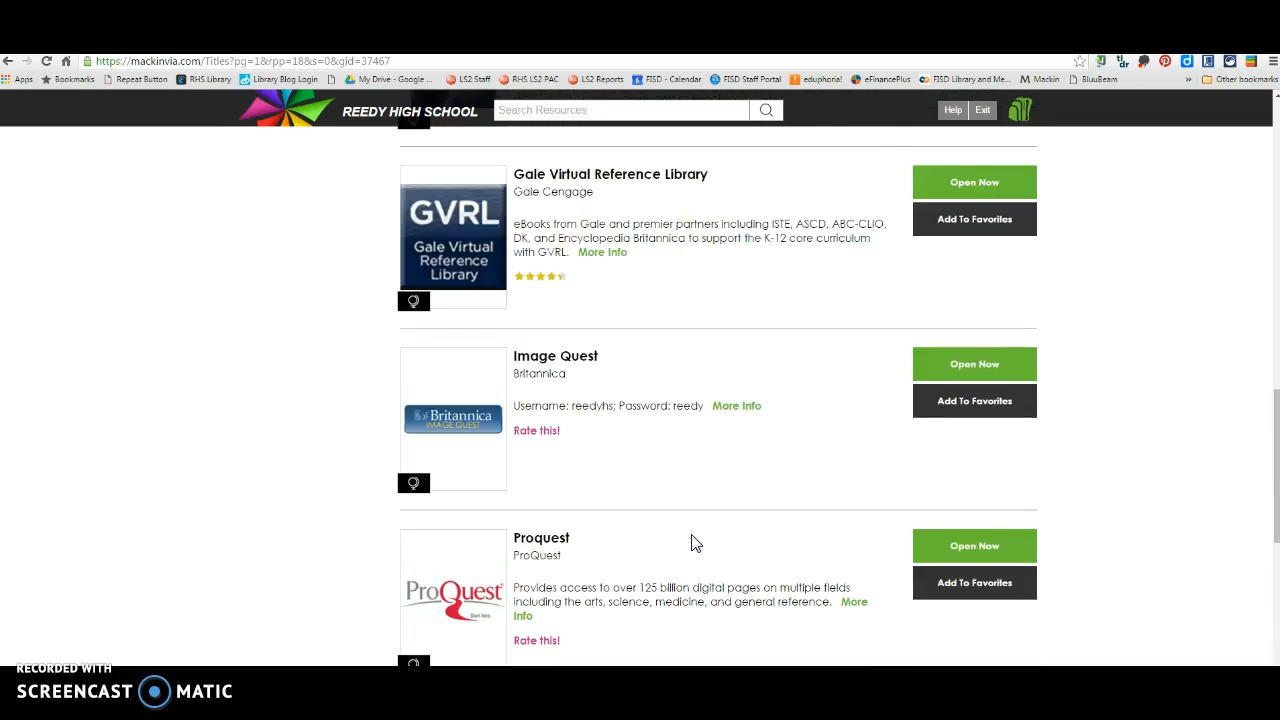 https://mackinvia.com/Titles?pg=1&rpp=18&s=0&gid=37467
Apps Bookmarks Repeat Button RHS Library Library Blog Login My Drive - Google ... LS2 Staff RHS LS2 PAC LS2 Reports FISD - Calendar FISD Staff Portal eduphoria! eFinancePlus FISD Library and Me... Mackin BluuBeam » Other bookmarks
REEDY HIGH SCHOOL Search Resources Help Exit
Gale Virtual Reference Library
Gale Cengage
eBooks from Gale and premier partners including ISTE, ASCD, ABC-CLIO,
DK, and Encyclopedia Britannica to support the K-12 core curriculum
with GVRL. More Info
GVRL
Gale Virtual
Reference
Library
Open Now
Add To Favorites
Image Quest
Britannica
Username: reedyhs; Password: reedy More Info
Rate this!
Britannica
IMAGE QUEST
Open Now
Add To Favorites
Proquest
ProQuest
Provides access to over 125 billion digital pages on multiple fields
including the arts, science, medicine, and general reference. More
Info
Rate this!
ProQuest
Start here.
Open Now
Add To Favorites
RECORDED WITH
SCREENCAST MATIC